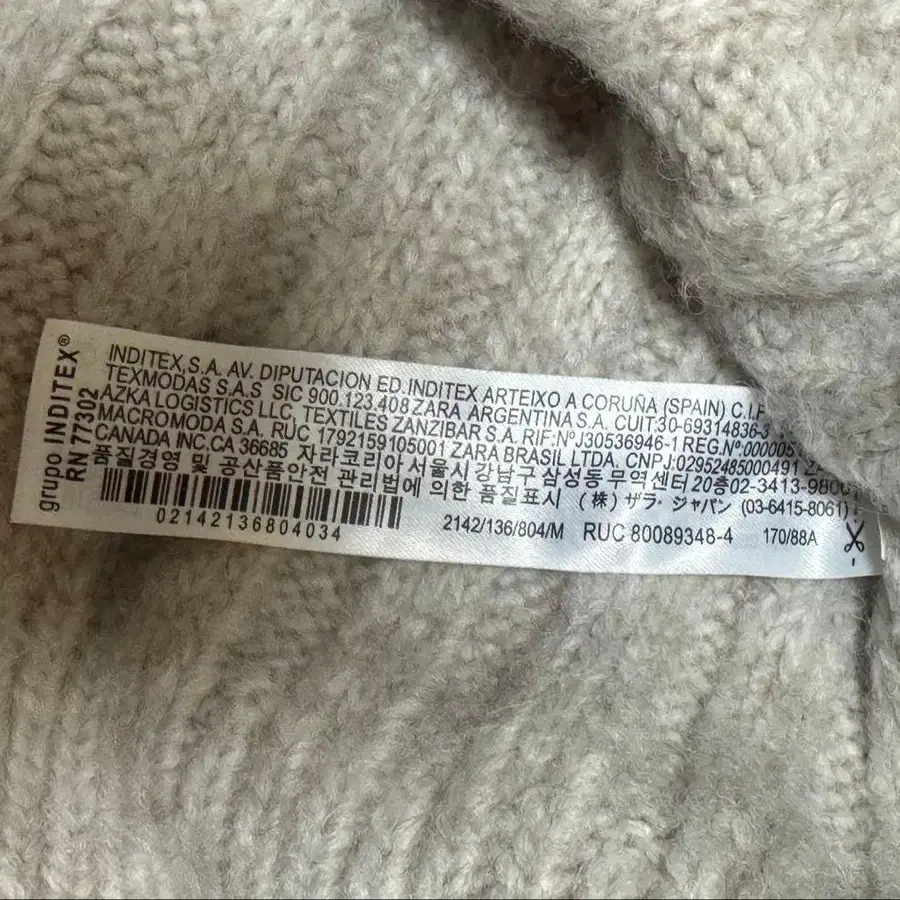 grupo INDITEX®
RN 77302
INDITEX,S.A. AV. DIPUTACION ED.INDITEX ARTEIXO A CORUÑA (SPAIN) C.I.F
TEXMODAS S.A.S SIC 900.123.408 ZARA ARGENTINA S.A. CUIT:30-69314836-3
AZKA LOGISTICS LLC, TEXTILES ZANZIBAR S.A. RIF:NºJ30536946-1 REG.Nº:000005
MACROMODA S.A. RUC 1792159105001 ZARA BRASIL LTDA. CNPJ:02952485000491
CANADA INC.CA 36685 자라코리아 서울시 강남구 삼성동 무역센터 20층02-3413-9800
품질경영 및 공산품안전 관리법에 의한 품질표시 (株) ザラ・ジャパン (03-6415-8061)
02142136804034 2142/136/804/M RUC 80089348-4 170/88A